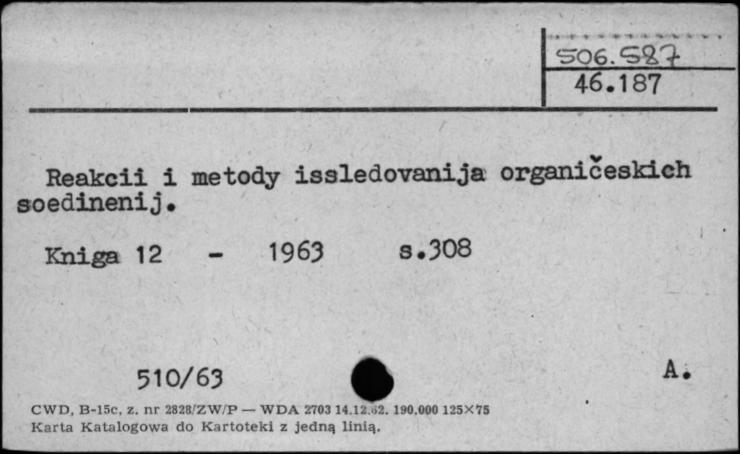 506.587
46.187
Reakcii i metody issledovanija organičeskich
soedinenij.
Kniga 12 - 1963 s.308
510/63
A.
CWD, B-15c, z. nr 2828/ZW/P — WDA 2703 14.12.62. 190.000 125×75
Karta Katalogowa do Kartoteki z jedną linią.